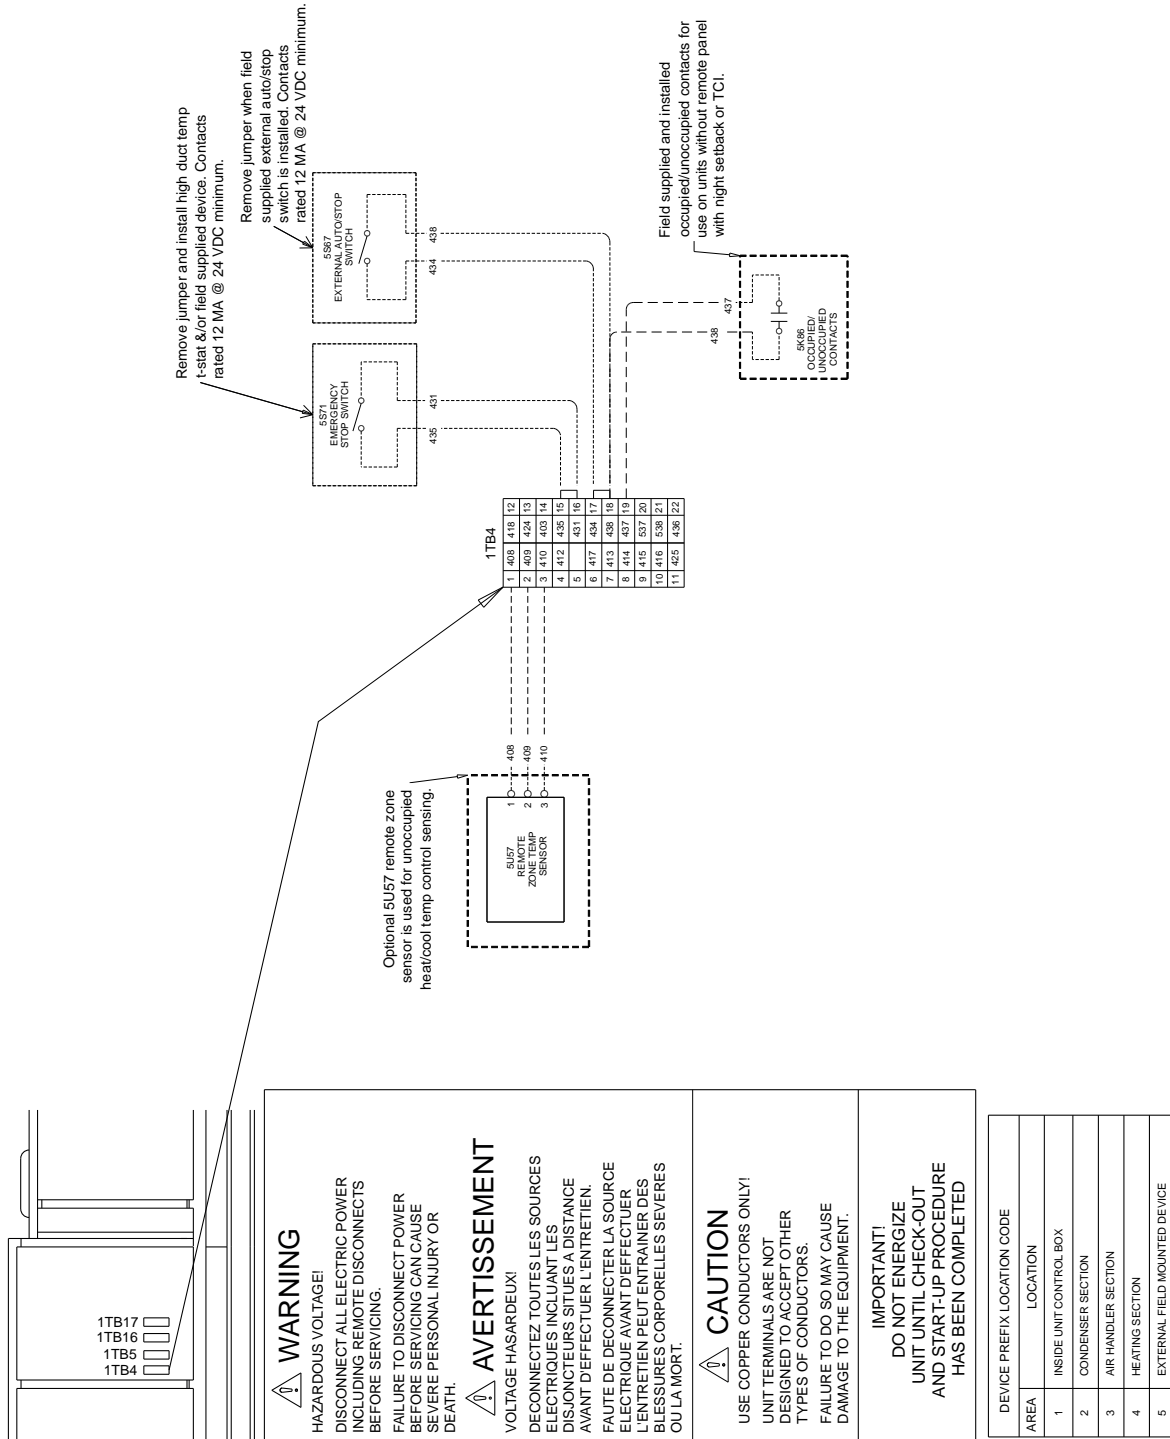 Remove jumper and install high duct temp
t-stat &/or field supplied device. Contacts
rated 12 MA @ 24 VDC minimum.
Remove jumper when field
supplied external auto/stop
switch is installed. Contacts
rated 12 MA @ 24 VDC minimum.
5S71
EMERGENCY
STOP SWITCH
5S67
EXTERNAL AUTO/STOP
SWITCH
435
431
434
438
Field supplied and installed
occupied/unoccupied contacts for
use on units without remote panel
with night setback or TCI.
438
437
5K86
OCCUPIED/
UNOCCUPIED
CONTACTS
1TB4
1 408 418 12
2 409 424 13
3 410 403 14
4 412 435 15
5 431 16
6 417 434 17
7 413 438 18
8 414 437 19
9 415 537 20
10 416 538 21
11 425 436 22
408
409
410
Optional 5U57 remote zone
sensor is used for unoccupied
heat/cool temp control sensing.
5U57
REMOTE
ZONE TEMP
SENSOR
1
2
3
1TB17
1TB16
1TB5
1TB4
WARNING
HAZARDOUS VOLTAGE!
DISCONNECT ALL ELECTRIC POWER
INCLUDING REMOTE DISCONNECTS
BEFORE SERVICING.
FAILURE TO DISCONNECT POWER
BEFORE SERVICING CAN CAUSE
SEVERE PERSONAL INJURY OR
DEATH.
AVERTISSEMENT
VOLTAGE HASARDEUX!
DECONNECTEZ TOUTES LES SOURCES
ELECTRIQUES INCLUANT LES
DISJONCTEURS SITUES A DISTANCE
AVANT D'EFFECTUER L'ENTRETIEN.
FAUTE DE DECONNECTER LA SOURCE
ELECTRIQUE AVANT D'EFFECTUER
L'ENTRETIEN PEUT ENTRAINER DES
BLESSURES CORPORELLES SEVERES
OU LA MORT.
CAUTION
USE COPPER CONDUCTORS ONLY!
UNIT TERMINALS ARE NOT
DESIGNED TO ACCEPT OTHER
TYPES OF CONDUCTORS.
FAILURE TO DO SO MAY CAUSE
DAMAGE TO THE EQUIPMENT.
IMPORTANT!
DO NOT ENERGIZE
UNIT UNTIL CHECK-OUT
AND START-UP PROCEDURE
HAS BEEN COMPLETED
DEVICE PREFIX LOCATION CODE
AREA LOCATION
1 INSIDE UNIT CONTROL BOX
2 CONDENSER SECTION
3 AIR HANDLER SECTION
4 HEATING SECTION
5 EXTERNAL FIELD MOUNTED DEVICE